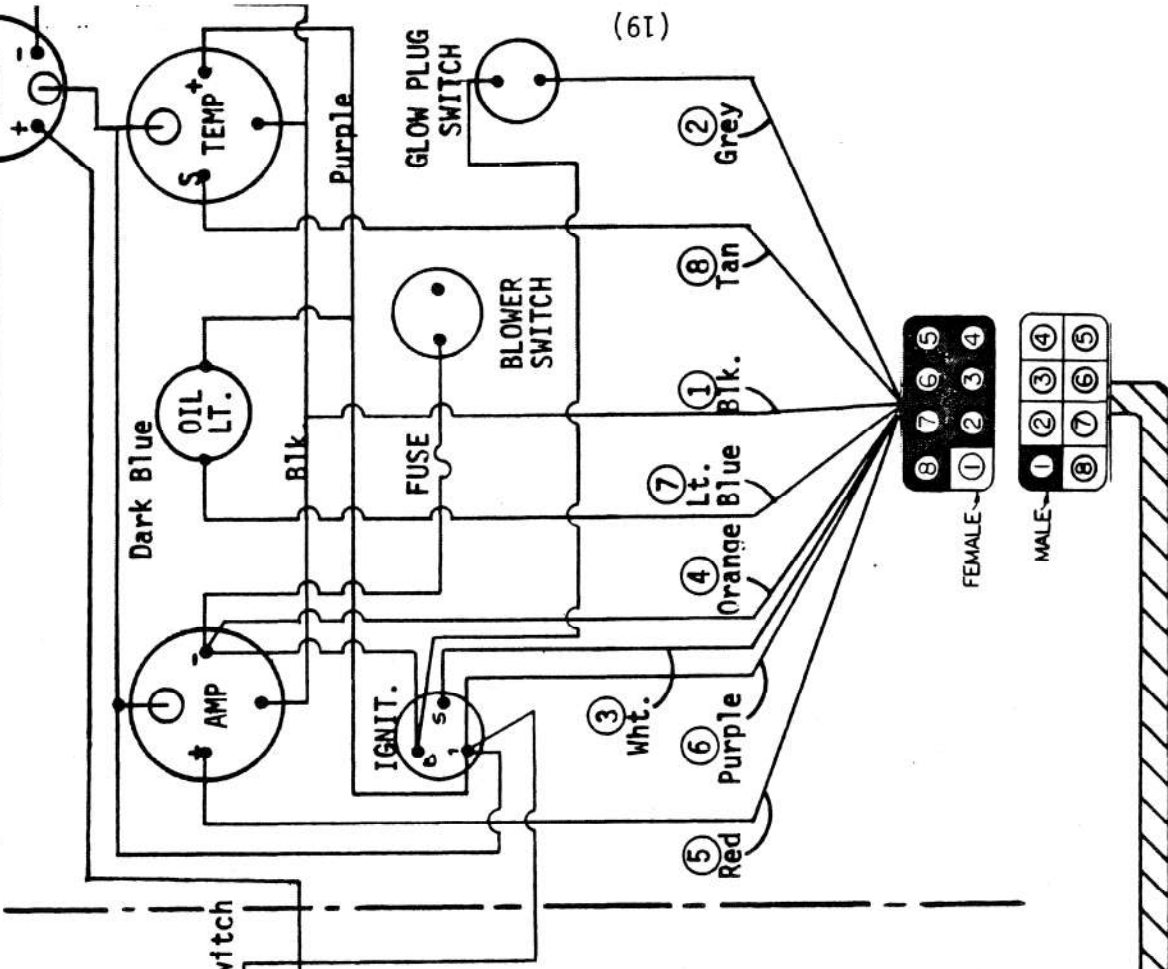 (19)
-
+
+
TEMP
S
Purple
GLOW PLUG
SWITCH
②
Grey
⑧
Tan
OIL
LT.
Dark Blue
Blk
BLOWER
SWITCH
FUSE
①
Blk.
⑦
Lt.
Blue
④
Orange
-
AMP
+
IGNIT.
B
S
I
③
Wht.
⑥
Purple
⑤
Red
witch
⑤ ④
⑥ ③
⑦ ②
⑧ ①
FEMALE
④ ⑤
③ ⑥
② ⑦
① ⑧
MALE